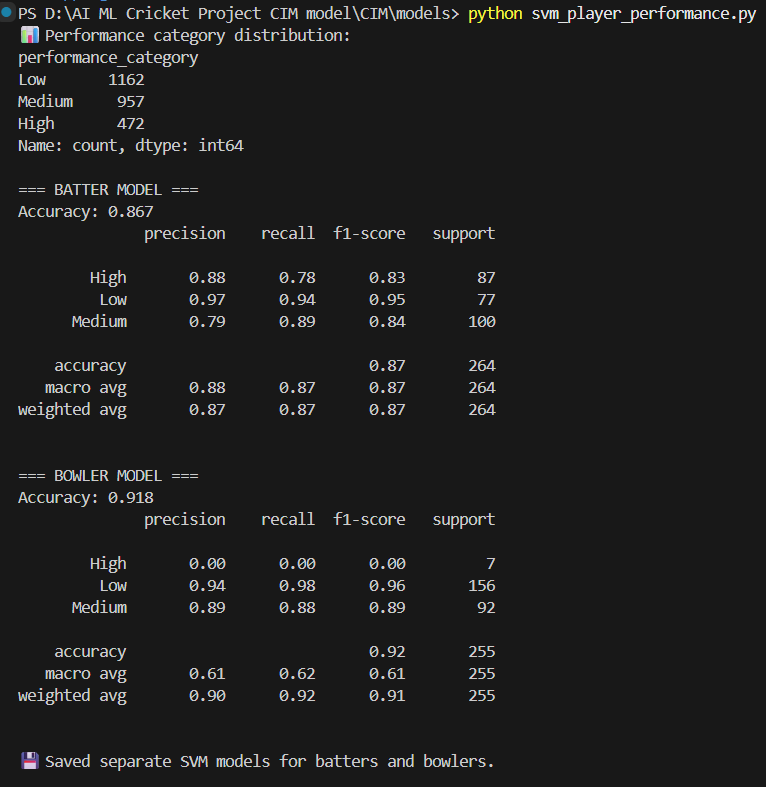 PS D:\AI ML Cricket Project CIM model\CIM\models> python svm_player_performance.py
📊 Performance category distribution:
performance_category
Low       1162
Medium     957
High       472
Name: count, dtype: int64

=== BATTER MODEL ===
Accuracy: 0.867
              precision    recall  f1-score   support

        High       0.88      0.78      0.83        87
         Low       0.97      0.94      0.95        77
      Medium       0.79      0.89      0.84       100

    accuracy                           0.87       264
   macro avg       0.88      0.87      0.87       264
weighted avg       0.87      0.87      0.87       264


=== BOWLER MODEL ===
Accuracy: 0.918
              precision    recall  f1-score   support

        High       0.00      0.00      0.00         7
         Low       0.94      0.98      0.96       156
      Medium       0.89      0.88      0.89        92

    accuracy                           0.92       255
   macro avg       0.61      0.62      0.61       255
weighted avg       0.90      0.92      0.91       255


💾 Saved separate SVM models for batters and bowlers.